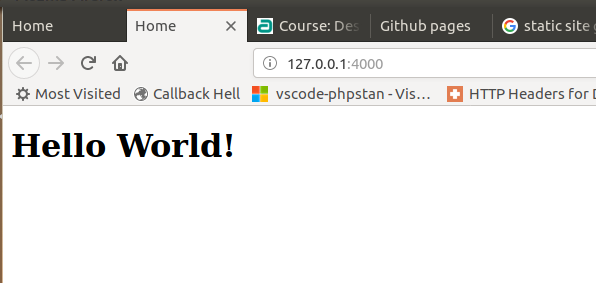 Home Home Course: Des Github pages static site g
127.0.0.1:4000
Most Visited Callback Hell vscode-phpstan - Vis… HTTP Headers for D
Hello World!